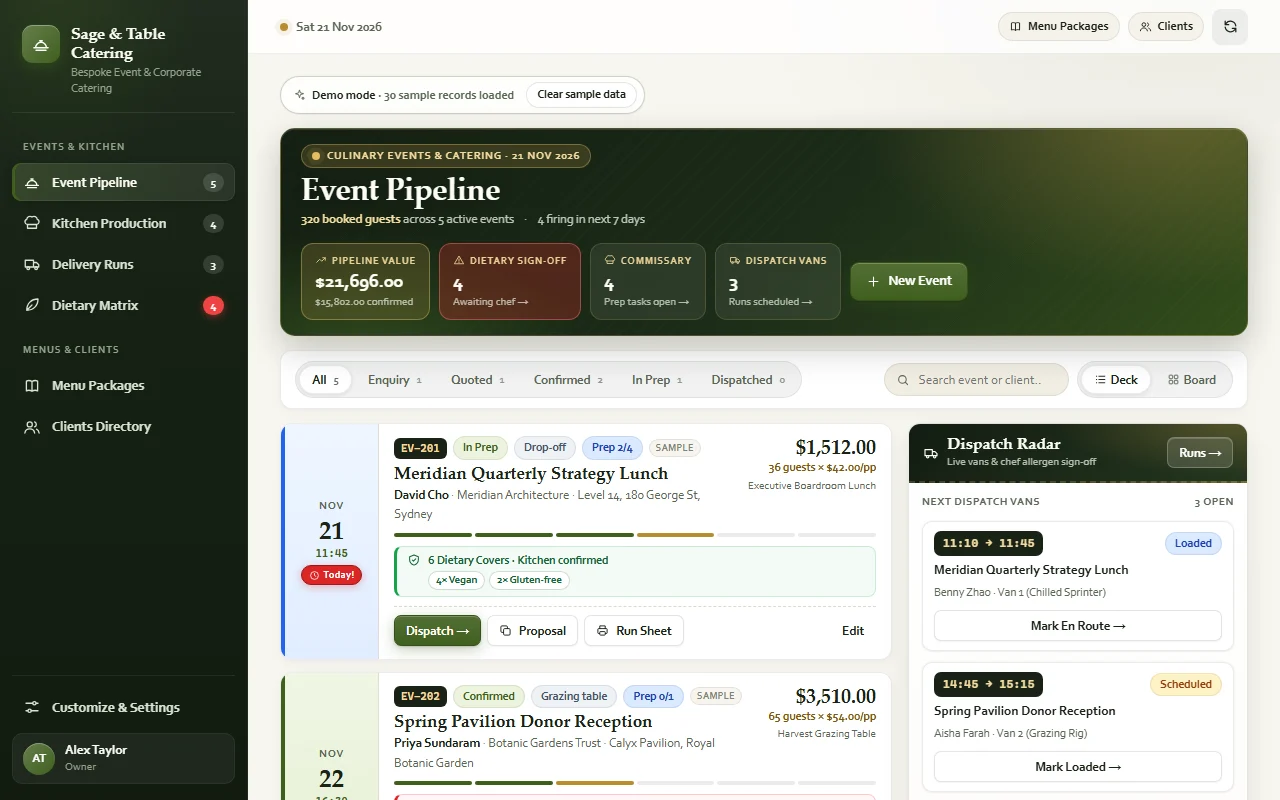 Sage & Table
Catering
Bespoke Event & Corporate
Catering
EVENTS & KITCHEN
Event Pipeline 5
Kitchen Production 4
Delivery Runs 3
Dietary Matrix 4
MENUS & CLIENTS
Menu Packages
Clients Directory
Customize & Settings
AT
Alex Taylor
Owner
Sat 21 Nov 2026
Menu Packages
Clients
Demo mode · 30 sample records loaded
Clear sample data
CULINARY EVENTS & CATERING · 21 NOV 2026
Event Pipeline
320 booked guests across 5 active events · 4 firing in next 7 days
PIPELINE VALUE
$21,696.00
$15,802.00 confirmed
DIETARY SIGN-OFF
4
Awaiting chef →
COMMISSARY
4
Prep tasks open →
DISPATCH VANS
3
Runs scheduled →
+ New Event
All 5
Enquiry 1
Quoted 1
Confirmed 2
In Prep 1
Dispatched 0
Search event or client..
Deck
Board
NOV
21
11:45
Today!
EV-201 In Prep Drop-off Prep 2/4 SAMPLE
Meridian Quarterly Strategy Lunch
David Cho · Meridian Architecture · Level 14, 180 George St,
Sydney
$1,512.00
36 guests × $42.00/pp
Executive Boardroom Lunch
6 Dietary Covers · Kitchen confirmed
4× Vegan 2× Gluten-free
Dispatch → Proposal Run Sheet Edit
NOV
22
EV-202 Confirmed Grazing table Prep 0/1 SAMPLE
Spring Pavilion Donor Reception
Priya Sundaram · Botanic Gardens Trust · Calyx Pavilion, Royal
Botanic Garden
$3,510.00
65 guests × $54.00/pp
Harvest Grazing Table
Dispatch Radar
Live vans & chef allergen sign-off
Runs →
NEXT DISPATCH VANS 3 OPEN
11:10 → 11:45 Loaded
Meridian Quarterly Strategy Lunch
Benny Zhao · Van 1 (Chilled Sprinter)
Mark En Route →
14:45 → 15:15 Scheduled
Spring Pavilion Donor Reception
Aisha Farah · Van 2 (Grazing Rig)
Mark Loaded →